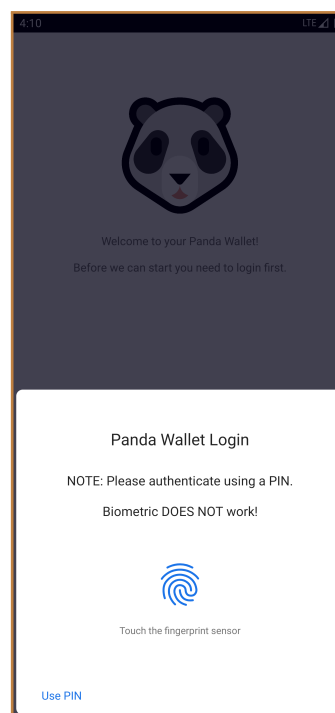 4:10 LTE
Welcome to your Panda Wallet!
Before we can start you need to login first.
Panda Wallet Login
NOTE: Please authenticate using a PIN.
Biometric DOES NOT work!
Touch the fingerprint sensor
Use PIN